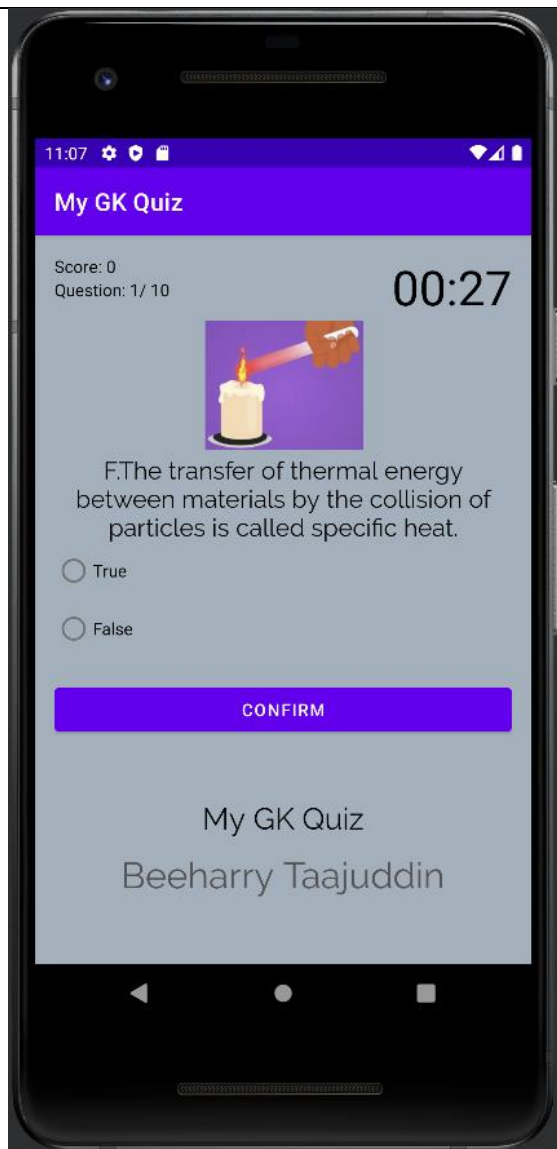 11:07
My GK Quiz
Score: 0
Question: 1/ 10
00:27
F.The transfer of thermal energy
between materials by the collision of
particles is called specific heat.
True
False
CONFIRM
My GK Quiz
Beeharry Taajuddin